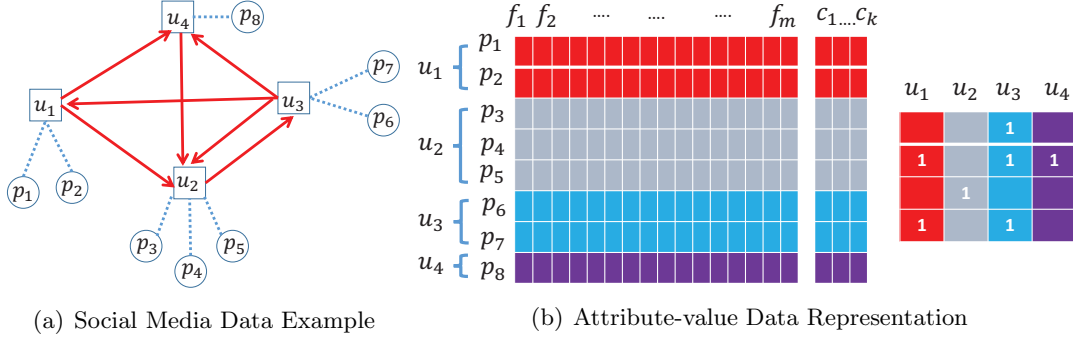 u4 p8
p7
u1 u3
p6
u2
p1 p2
p3 p5
p4
(a) Social Media Data Example
f1 f2 .... .... .... fm c1....ck
u1 p1
p2
u2 p3
p4
p5
u3 p6
p7
u4 p8
u1 u2 u3 u4
1
1 1 1
1
1 1
(b) Attribute-value Data Representation